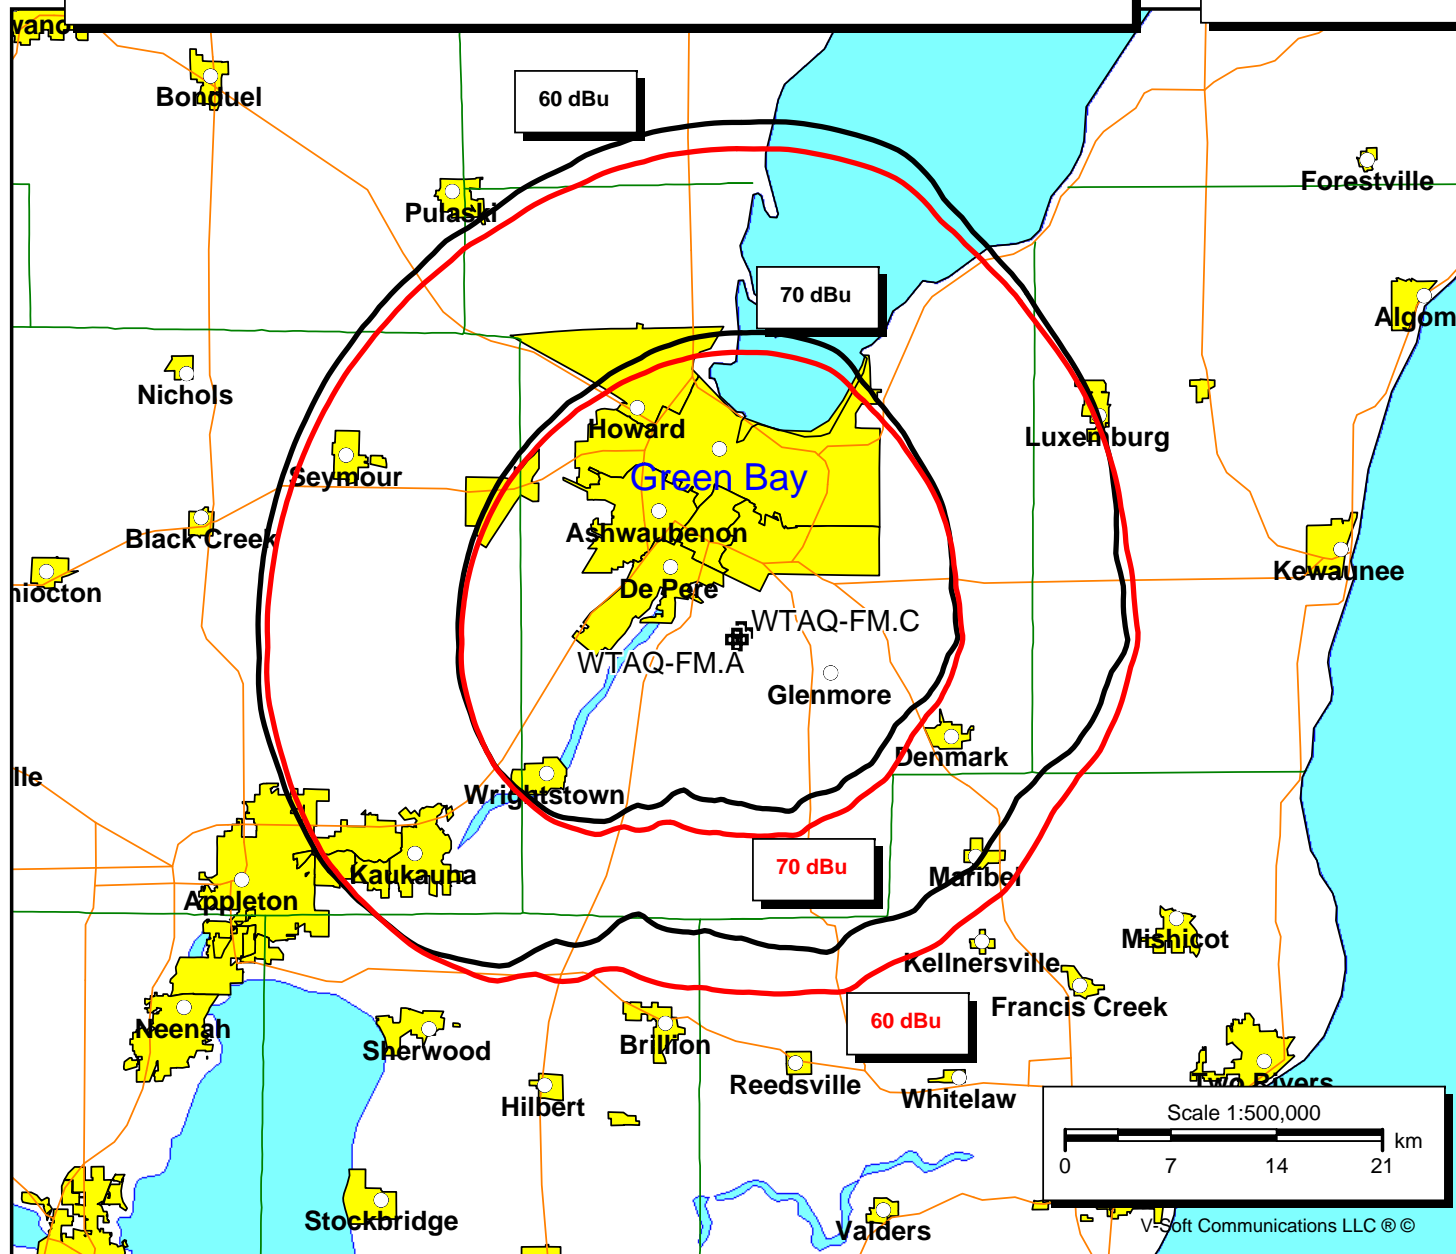 60 dBu
Bonduel
Forestville
Pulaski
70 dBu
Nichols
Howard
Luxemburg
Seymour
Green Bay
Black Creek
Ashwaubenon
Kewaunee
De Pere
WTAQ-FM.C
WTAQ-FM.A
Glenmore
Denmark
Wrightstown
70 dBu
Kaukauna
Maribel
Appleton
Mishicot
Kellnersville
Francis Creek
60 dBu
Neenah
Sherwood
Brillion
Two Rivers
Reedsville
Whitelaw
Hilbert
Scale 1:500,000
km
0 7 14 21
Stockbridge
Valders
V-Soft Communications LLC ® ©